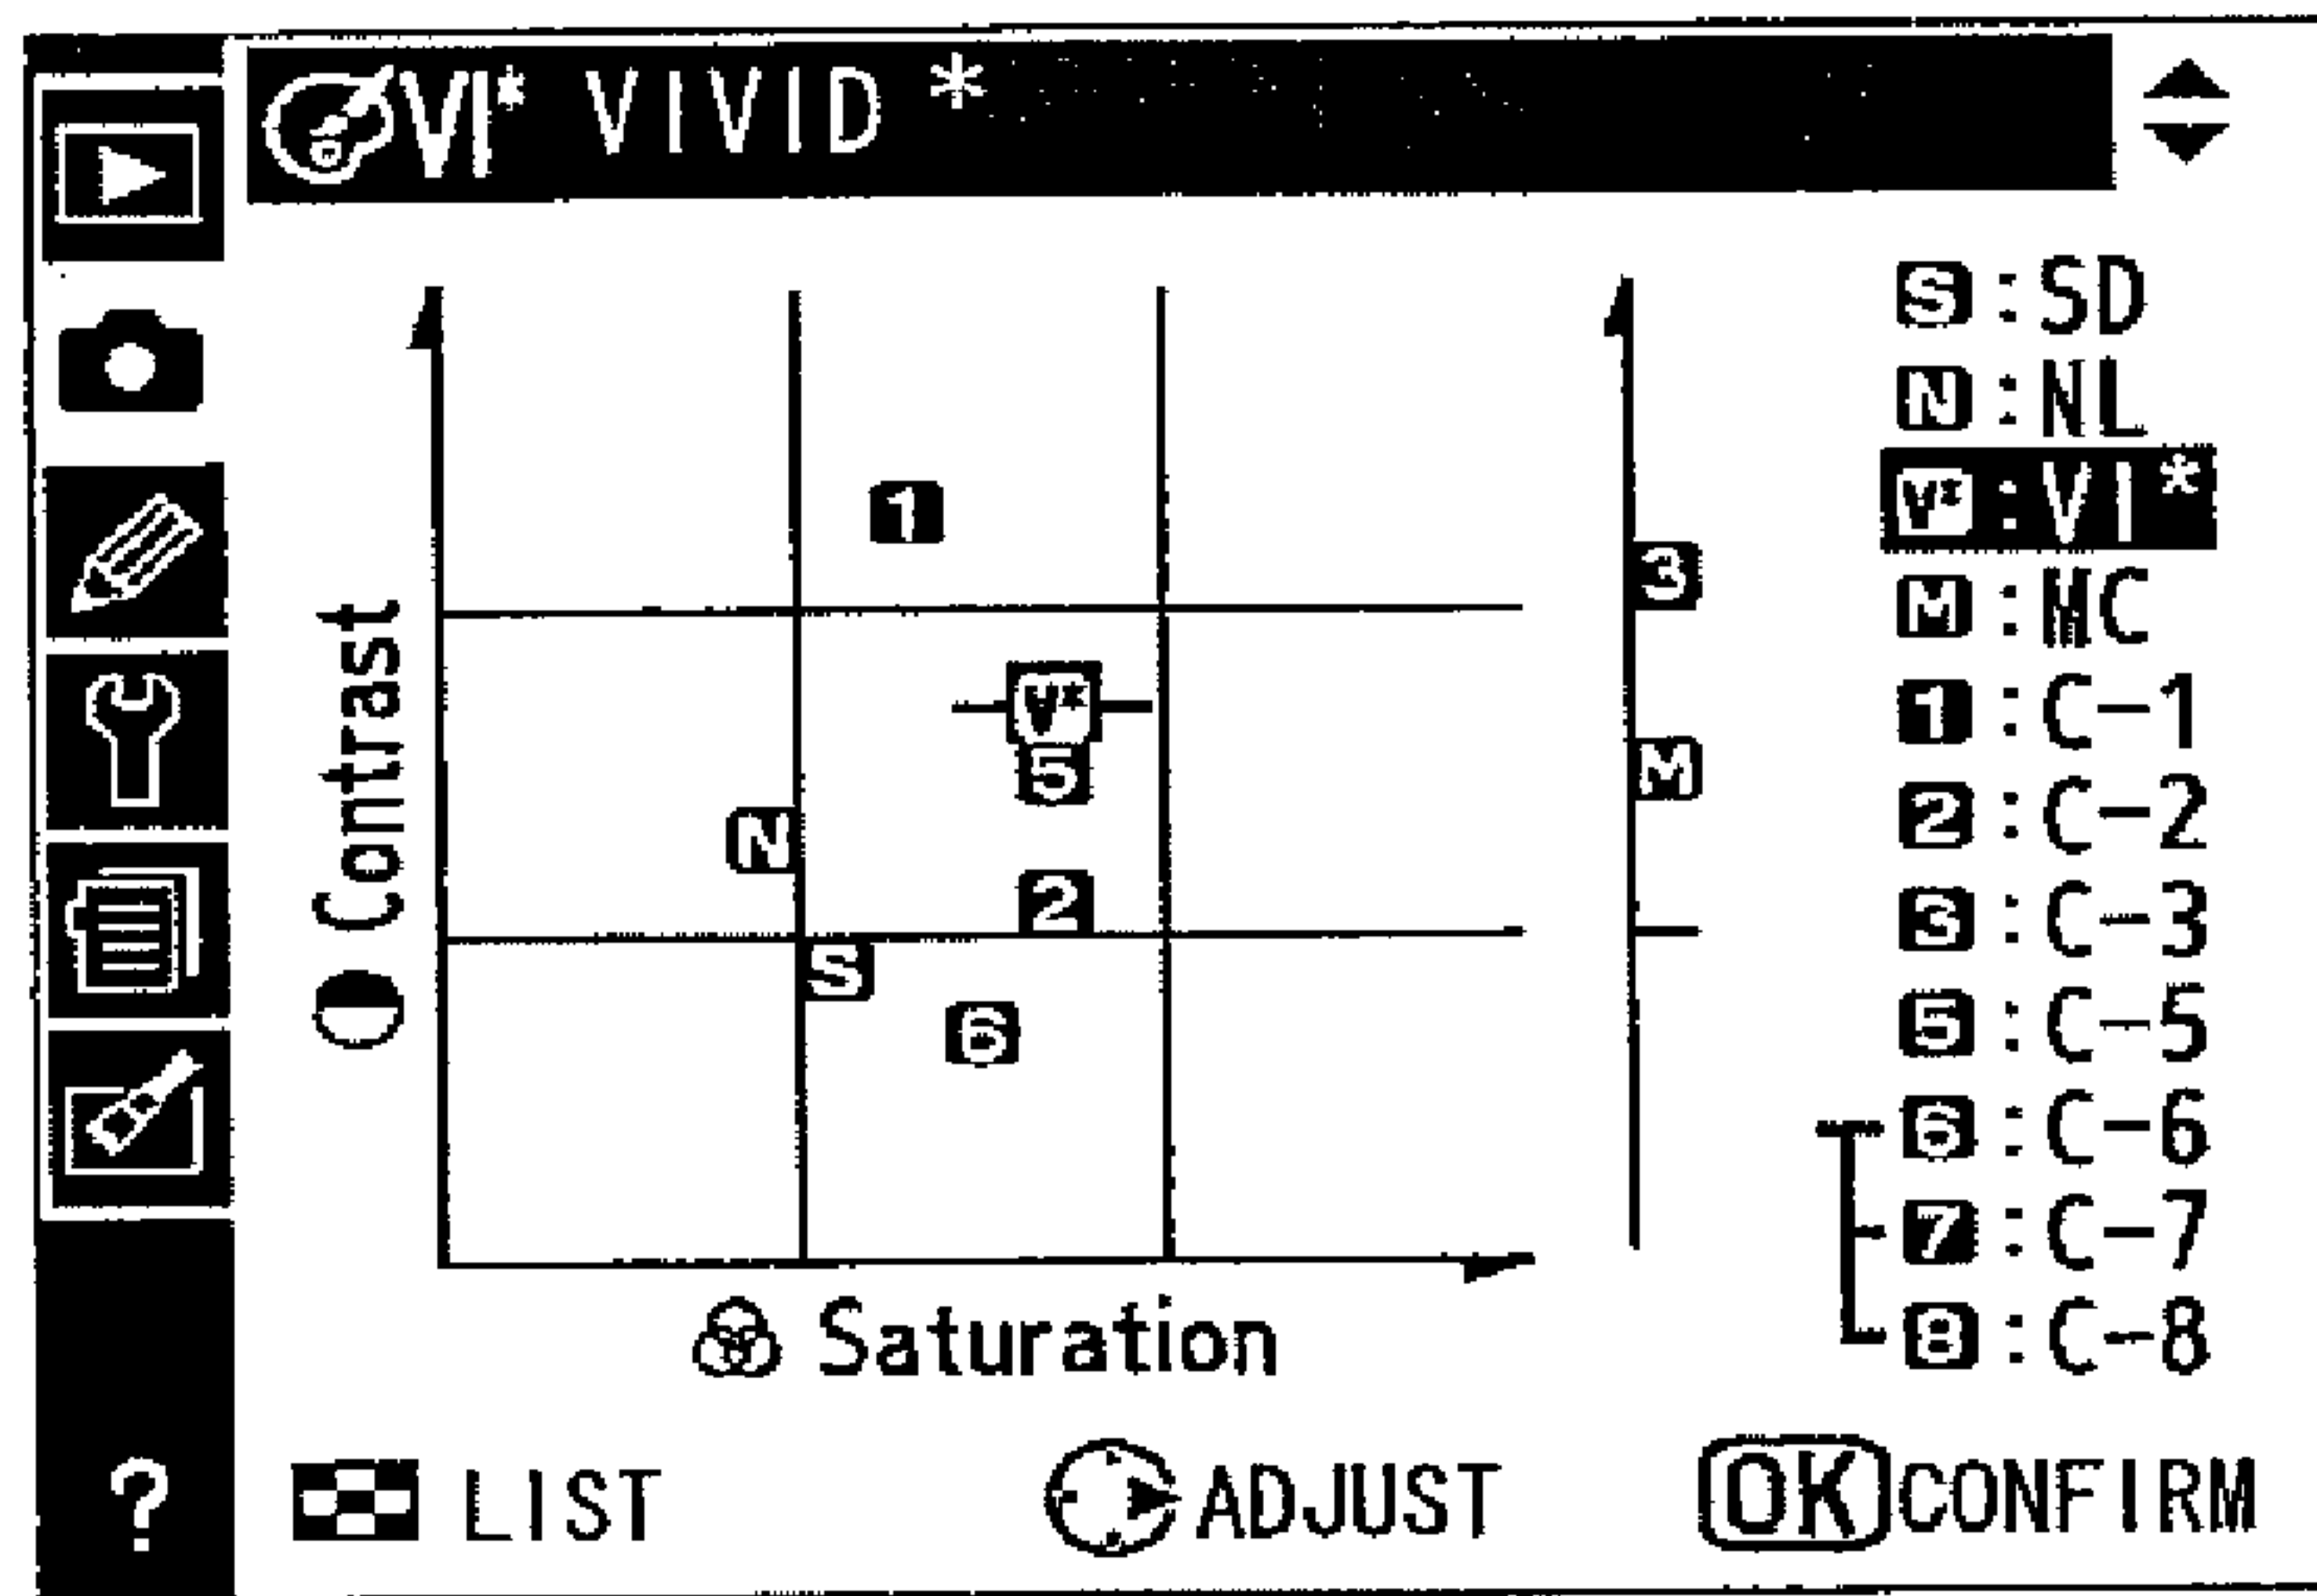 VI* VIVID *
S:SD
N:NL
V*:VI*
M:MC
1:C-1
2:C-2
3:C-3
5:C-5
6:C-6
7:C-7
8:C-8
Contrast
1
3
V*
5
M
N
2
S
6
Saturation
? LIST ADJUST OK CONFIRM